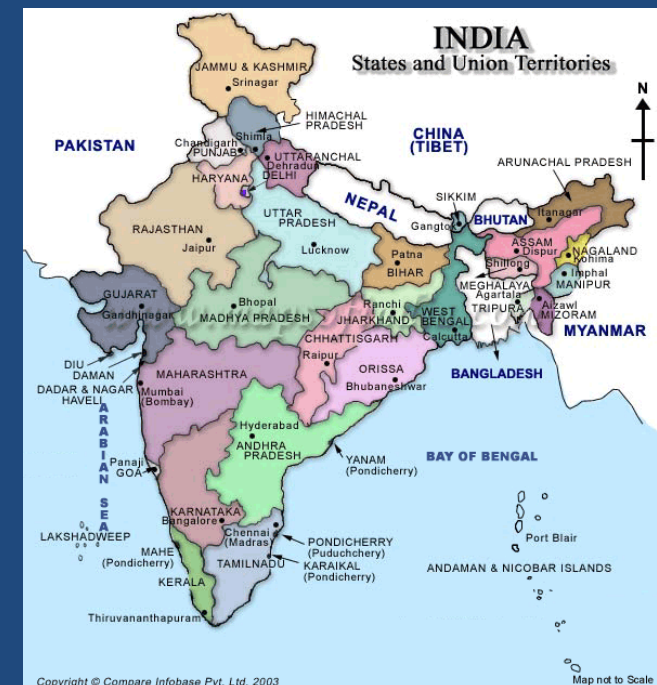 INDIA
States and Union Territories
N
JAMMU & KASHMIR
Srinagar
HIMACHAL
PRADESH
PAKISTAN
CHINA
(TIBET)
Chandigarh
Shimla
PUNJAB
UTTARANCHAL
Dehradun
HARYANA
DELHI
ARUNACHAL PRADESH
NEPAL
SIKKIM
Gangtok
BHUTAN
Itanagar
RAJASTHAN
Jaipur
UTTAR
PRADESH
Lucknow
Patna
BIHAR
ASSAM
Dispur
NAGALAND
Kohima
Shillong
MEGHALAYA
Imphal
MANIPUR
Agartala
TRIPURA
Aizawl
MIZORAM
MYANMAR
GUJARAT
Gandhinagar
Bhopal
MADHYA PRADESH
Ranchi
JHARKHAND
WEST
BENGAL
Calcutta
CHHATTISGARH
Raipur
BANGLADESH
DIU
DAMAN
DADAR & NAGAR
HAVELI
MAHARASHTRA
Mumbai
(Bombay)
ORISSA
Bhubaneshwar
ARABIAN SEA
Hyderabad
ANDHRA
PRADESH
YANAM
(Pondicherry)
BAY OF BENGAL
Panaji
GOA
KARNATAKA
Bangalore
LAKSHADWEEP
Chennai
(Madras)
PONDICHERRY
(Puduchchery)
MAHE
(Pondicherry)
TAMILNADU
KARAIKAL
(Pondicherry)
KERALA
Thiruvananthapuram
Port Blair
ANDAMAN & NICOBAR ISLANDS
Copyright © Compare Infobase Pvt. Ltd. 2003
Map not to Scale